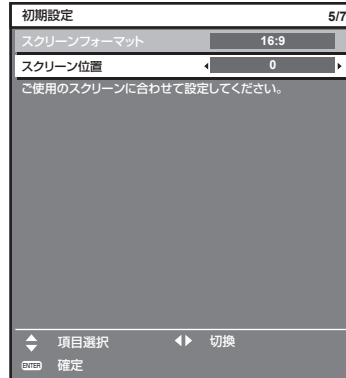 初期設定 5/7
スクリーンフォーマット 16:9
スクリーン位置 0
ご使用のスクリーンに合わせて設定してください。
項目選択 切換
ENTER 確定